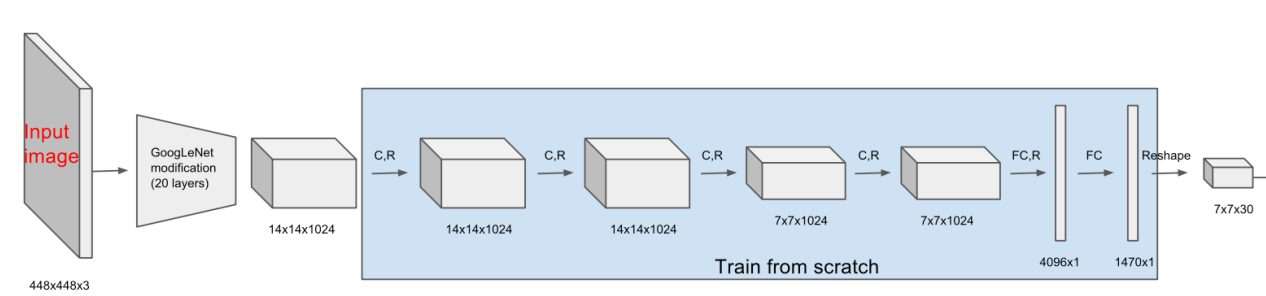 Input
image
448x448x3
GoogLeNet
modification
(20 layers)
14x14x1024
C,R
14x14x1024
C,R
14x14x1024
C,R
7x7x1024
C,R
7x7x1024
FC,R
4096x1
FC
1470x1
Reshape
7x7x30
Train from scratch